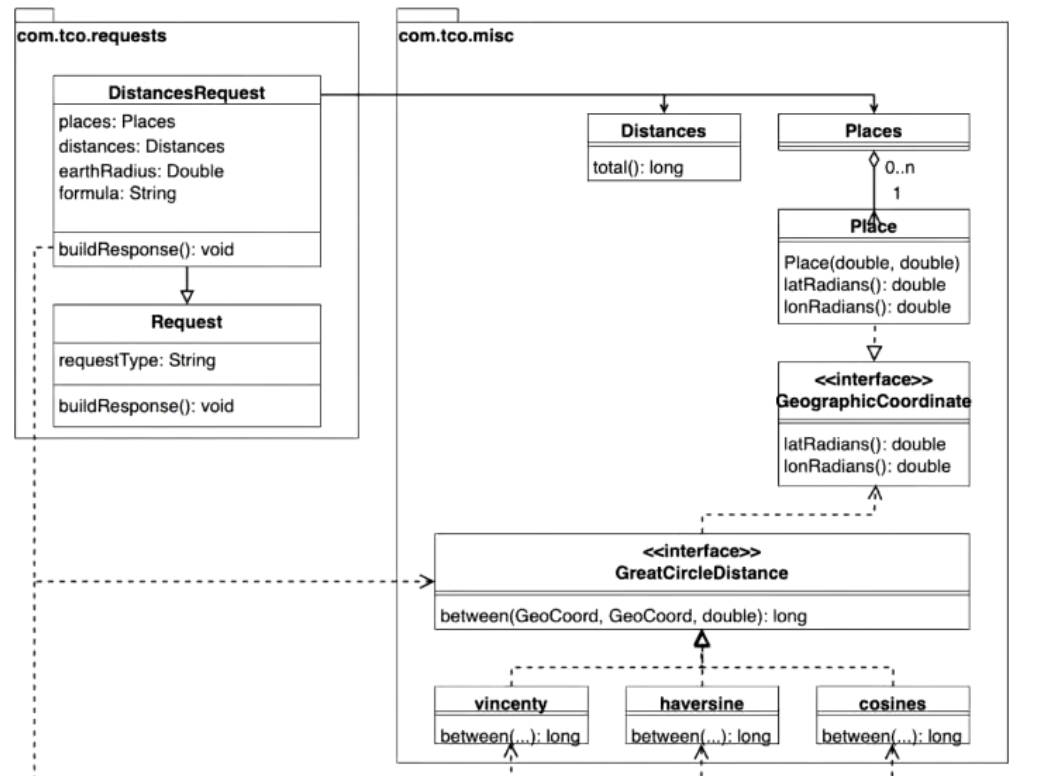 com.tco.requests
DistancesRequest
places: Places
distances: Distances
earthRadius: Double
formula: String
buildResponse(): void
Request
requestType: String
buildResponse(): void
com.tco.misc
Distances
total(): long
Places
0..n
1
Place
Place(double, double)
latRadians(): double
lonRadians(): double
<<interface>>
GeographicCoordinate
latRadians(): double
lonRadians(): double
<<interface>>
GreatCircleDistance
between(GeoCoord, GeoCoord, double): long
vincenty
between(...): long
haversine
between(...): long
cosines
between(...): long